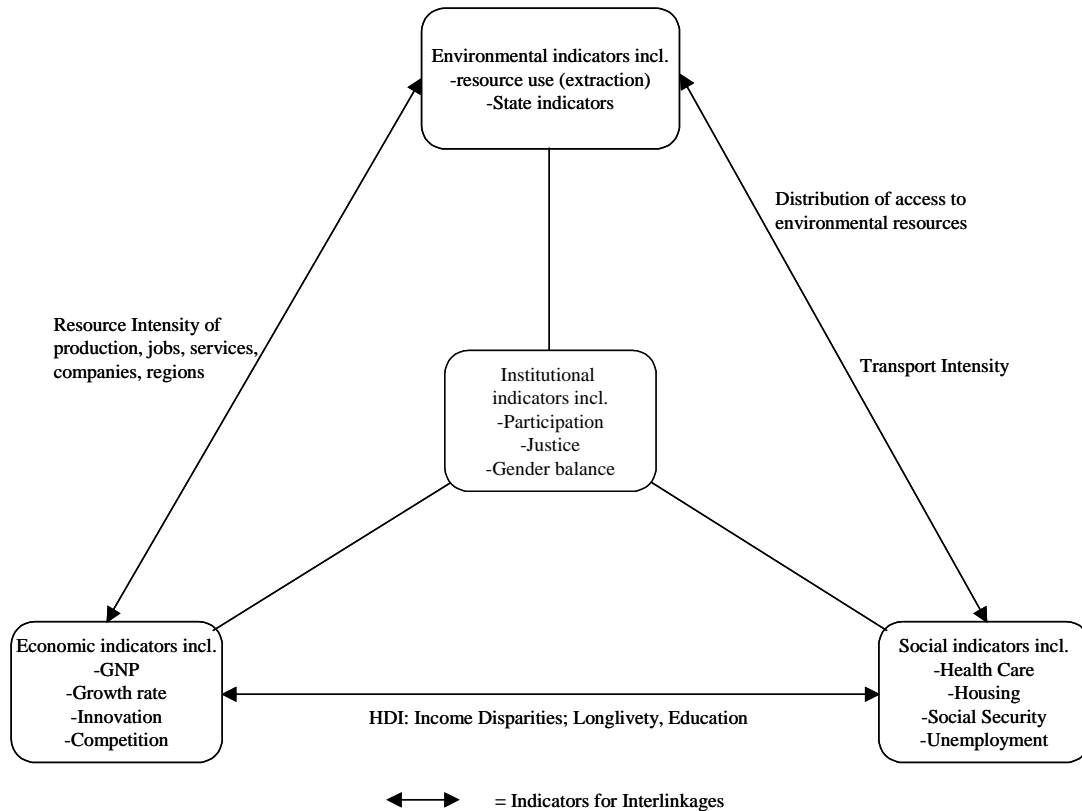 Environmental indicators incl.
-resource use (extraction)
-State indicators
Distribution of access to
environmental resources
Resource Intensity of
production, jobs, services,
companies, regions
Transport Intensity
Institutional
indicators incl.
-Participation
-Justice
-Gender balance
Economic indicators incl.
-GNP
-Growth rate
-Innovation
-Competition
Social indicators incl.
-Health Care
-Housing
-Social Security
-Unemployment
HDI: Income Disparities; Longlivety, Education
= Indicators for Interlinkages